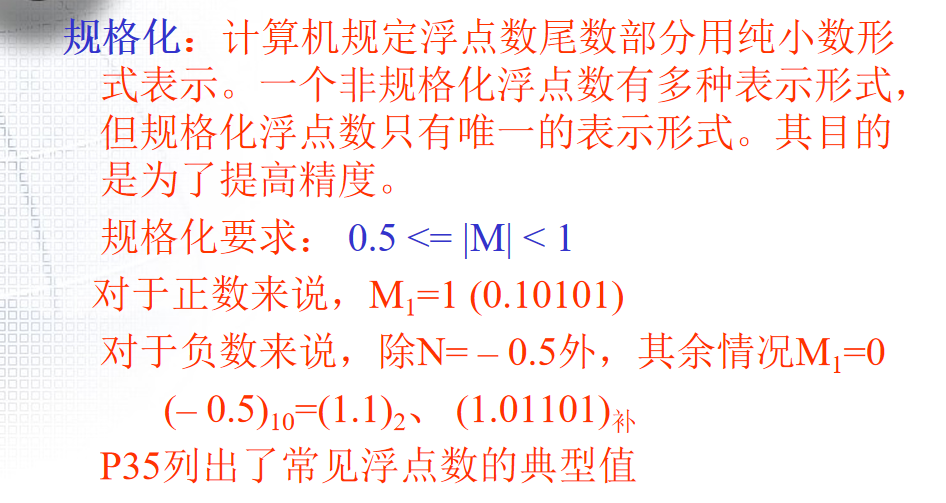 规格化：计算机规定浮点数尾数部分用纯小数形
式表示。一个非规格化浮点数有多种表示形式，
但规格化浮点数只有唯一的表示形式。其目的
是为了提高精度。
规格化要求： 0.5 <= |M| < 1
对于正数来说，M₁=1 (0.10101)
对于负数来说，除N= – 0.5外，其余情况M₁=0
(– 0.5)₁₀=(1.1)₂、 (1.01101)补
P35列出了常见浮点数的典型值